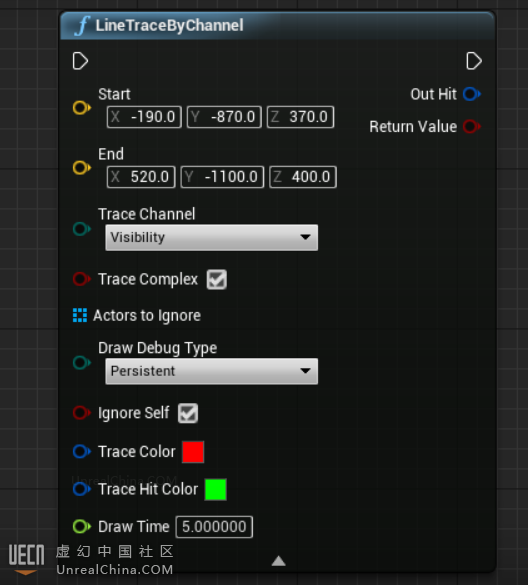 f LineTraceByChannel
Start
X -190.0 Y -870.0 Z 370.0
Out Hit
Return Value
End
X 520.0 Y -1100.0 Z 400.0
Trace Channel
Visibility
Trace Complex
Actors to Ignore
Draw Debug Type
Persistent
Ignore Self
Trace Color
Trace Hit Color
Draw Time 5.000000
UECN 虚幻中国社区
UnrealChina.COM